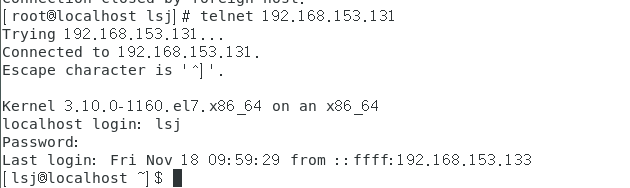 Connection closed by foreign host.
[root@localhost lsj]# telnet 192.168.153.131
Trying 192.168.153.131...
Connected to 192.168.153.131.
Escape character is '^]'.
Kernel 3.10.0-1160.el7.x86_64 on an x86_64
localhost login: lsj
Password:
Last login: Fri Nov 18 09:59:29 from ::ffff:192.168.153.133
[lsj@localhost ~]$